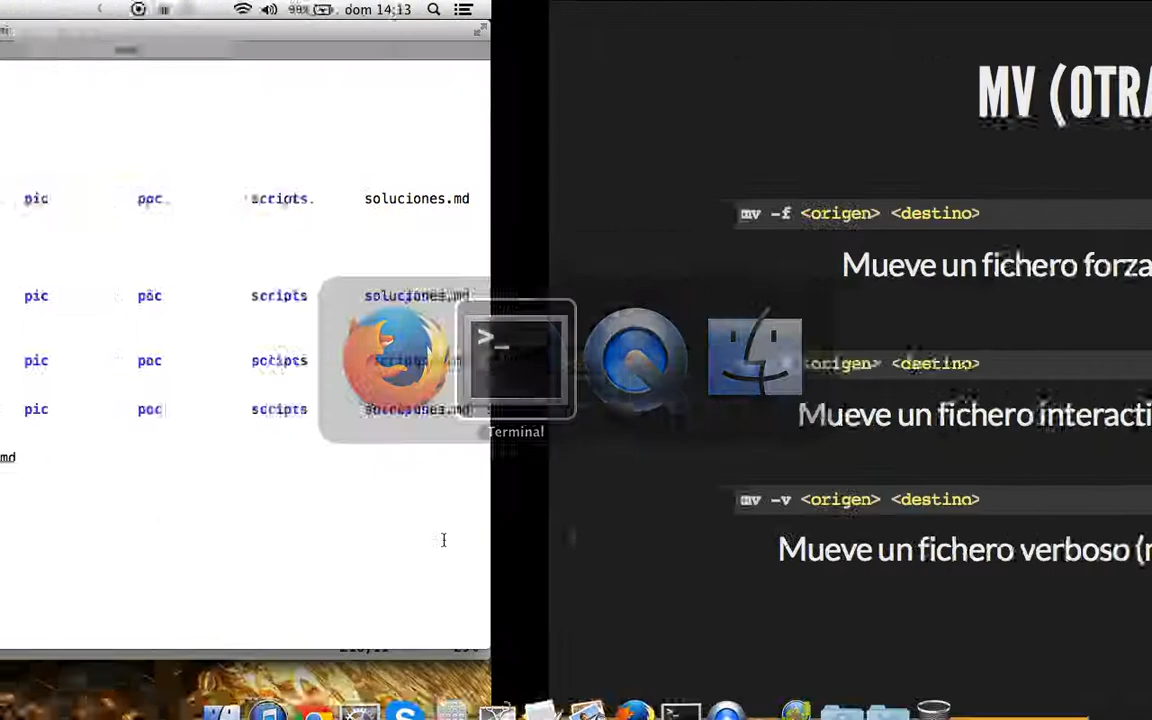 dom 14:13
pic poc scripts soluciones.md
pic poc scripts soluciones.md
pic poc scripts
pic poc scripts soluciones.md
md
>_
Terminal
MV (OTRA
mv -f <origen> <destino>
Mueve un fichero forza
<origen> <destino>
Mueve un fichero interacti
mv -v <origen> <destino>
Mueve un fichero verboso (